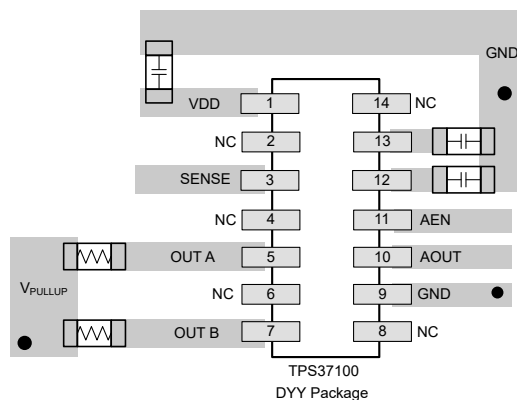 GND
VDD 1 14 NC
NC 2 13
SENSE 3 12
NC 4 11 AEN
OUT A 5 10 AOUT
VPULLUP
NC 6 9 GND
OUT B 7 8 NC
TPS37100
DYY Package